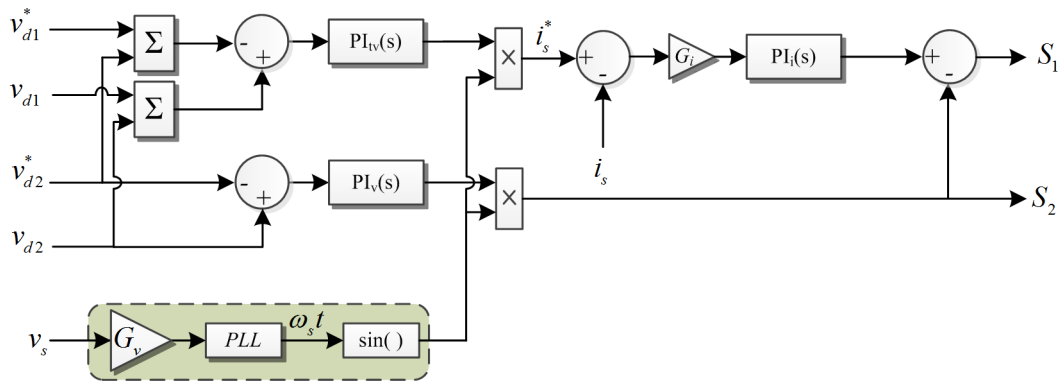 v*d1
Σ
-
+
PItv(s)
×
i*s
+
-
Gi
PIi(s)
+
-
S1
vd1
Σ
is
v*d2
-
+
PIv(s)
×
S2
vd2
vs
Gv
PLL
ωst
sin( )